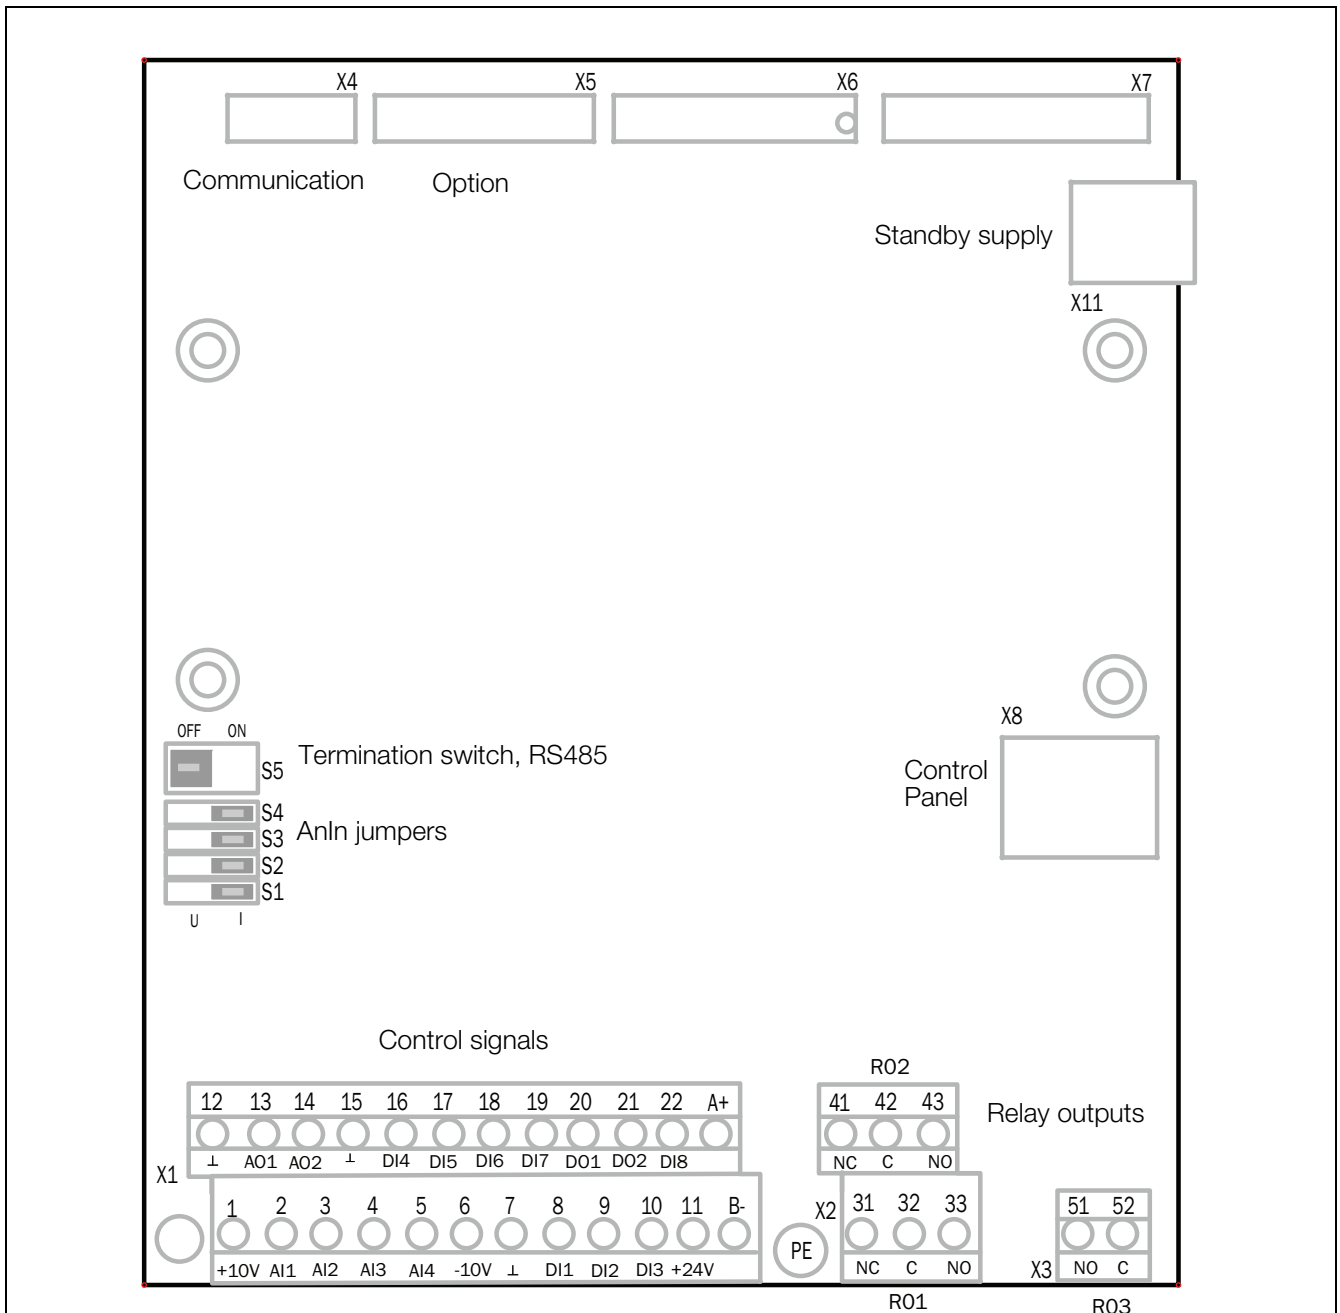 X4 X5 X6 X7
Communication Option
Standby supply
X11
OFF ON
X8
S5 Termination switch, RS485
Control
Panel
S4
S3 AnIn jumpers
S2
S1
U I
Control signals
R02
12 13 14 15 16 17 18 19 20 21 22 A+
41 42 43
Relay outputs
⊥ AO1 AO2 ⊥ DI4 DI5 DI6 DI7 DO1 DO2 DI8
NC C NO
X1
1 2 3 4 5 6 7 8 9 10 11 B-
X2 31 32 33
51 52
PE
+10V AI1 AI2 AI3 AI4 -10V ⊥ DI1 DI2 DI3 +24V
NC C NO
X3 NO C
R01 R03